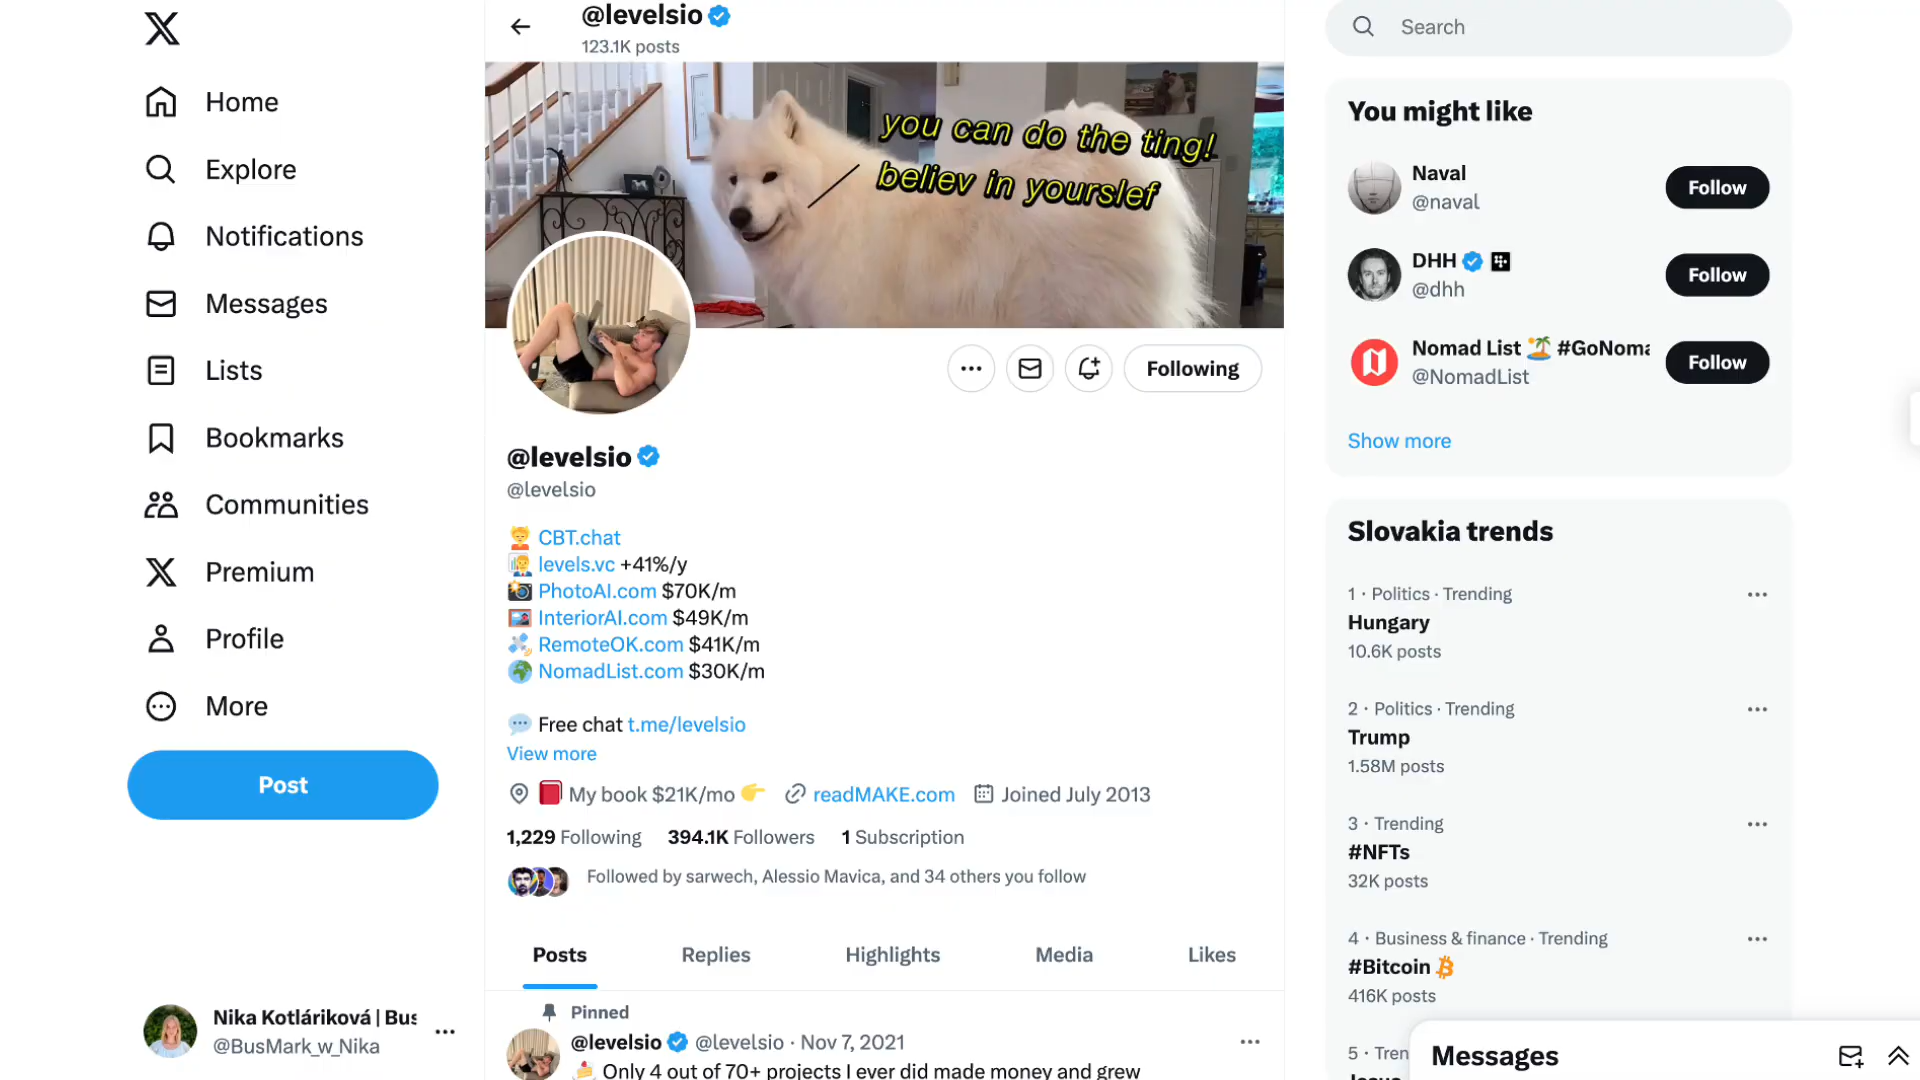 Home
Explore
Notifications
Messages
Lists
Bookmarks
Communities
Premium
Profile
More
Post
Nika Kotláriková | Bus
@BusMark_w_Nika
@levelsio
123.1K posts
you can do the ting!
believ in yourslef
Following
@levelsio
@levelsio
CBT.chat
levels.vc +41%/y
PhotoAI.com $70K/m
InteriorAI.com $49K/m
RemoteOK.com $41K/m
NomadList.com $30K/m
Free chat t.me/levelsio
View more
My book $21K/mo 👉 readMAKE.com Joined July 2013
1,229 Following 394.1K Followers 1 Subscription
Followed by sarwech, Alessio Mavica, and 34 others you follow
Posts Replies Highlights Media Likes
Pinned
@levelsio @levelsio · Nov 7, 2021
🍰 Only 4 out of 70+ projects I ever did made money and grew
Search
You might like
Naval
@naval
Follow
DHH
@dhh
Follow
Nomad List 🏝️ #GoNoma
@NomadList
Follow
Show more
Slovakia trends
1 · Politics · Trending
Hungary
10.6K posts
2 · Politics · Trending
Trump
1.58M posts
3 · Trending
#NFTs
32K posts
4 · Business & finance · Trending
#Bitcoin
416K posts
5 · Tren
Messages